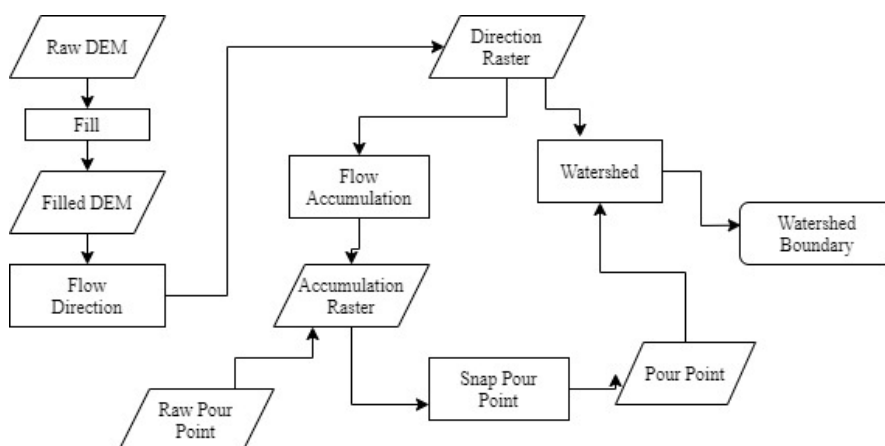 Raw DEM
Fill
Filled DEM
Flow
Direction
Direction
Raster
Flow
Accumulation
Accumulation
Raster
Raw Pour
Point
Snap Pour
Point
Pour Point
Watershed
Watershed
Boundary